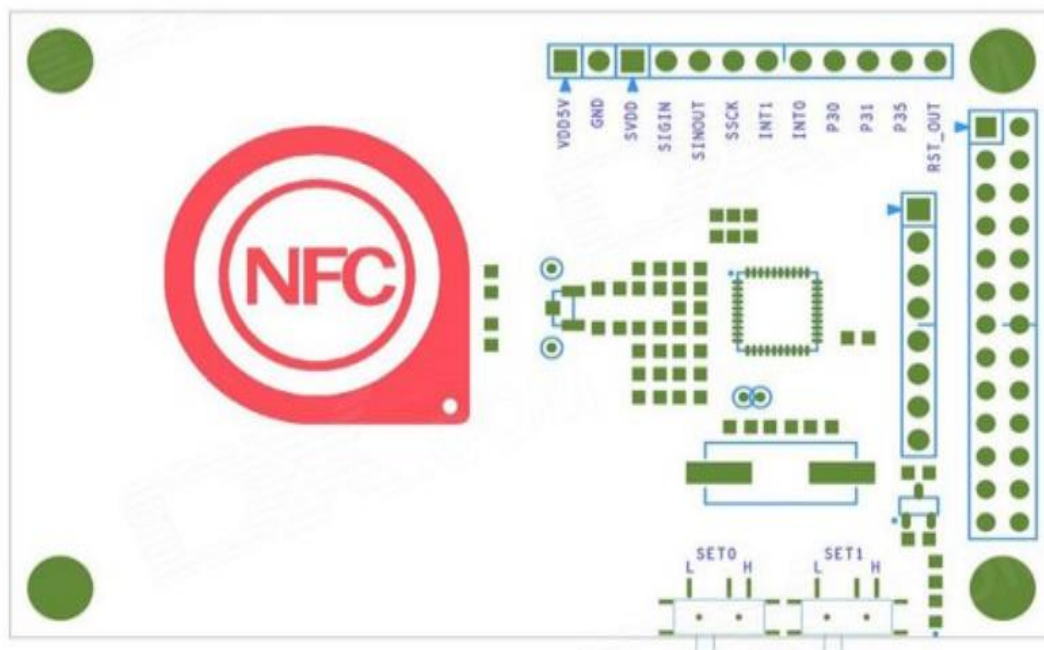 VDD5V
GND
SVDD
SIGIN
SINOUT
SSCK
INT1
INT0
P30
P31
P35
RST_OUT
NFC
SET0
SET1
L
H
L
H